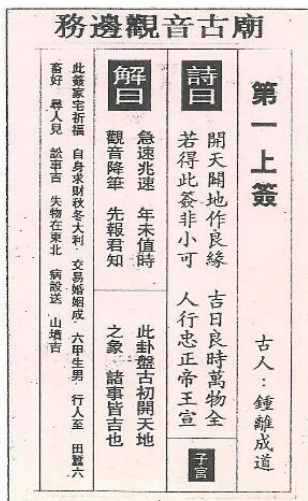 務邊觀音古廟
第一上簽
古人：鍾離成道
詩曰
開天開地作良緣 吉日良時萬物全
若得此簽非小可 人行忠正帝王宣
子宮
解曰
急速兆速 年未值時
觀音降筆 先報君知
此卦盤古初開天地
之象 諸事皆吉也
此簽家宅祈福 自身求財秋冬大利 交易婚姻成 六甲生男 行人至 田蠶六
畜好 尋人見 訟事吉 失物在東北 病設送 山墳吉